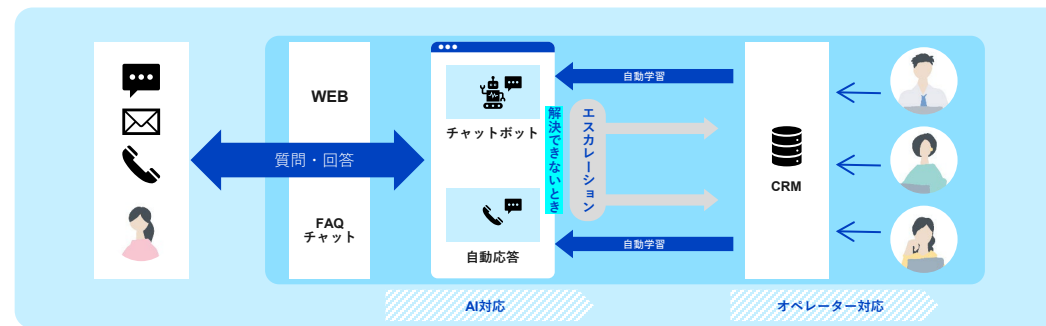 WEB
質問・回答
FAQ
チャット
チャットボット
自動応答
解決できないとき
エスカレーション
自動学習
自動学習
CRM
AI対応
オペレーター対応